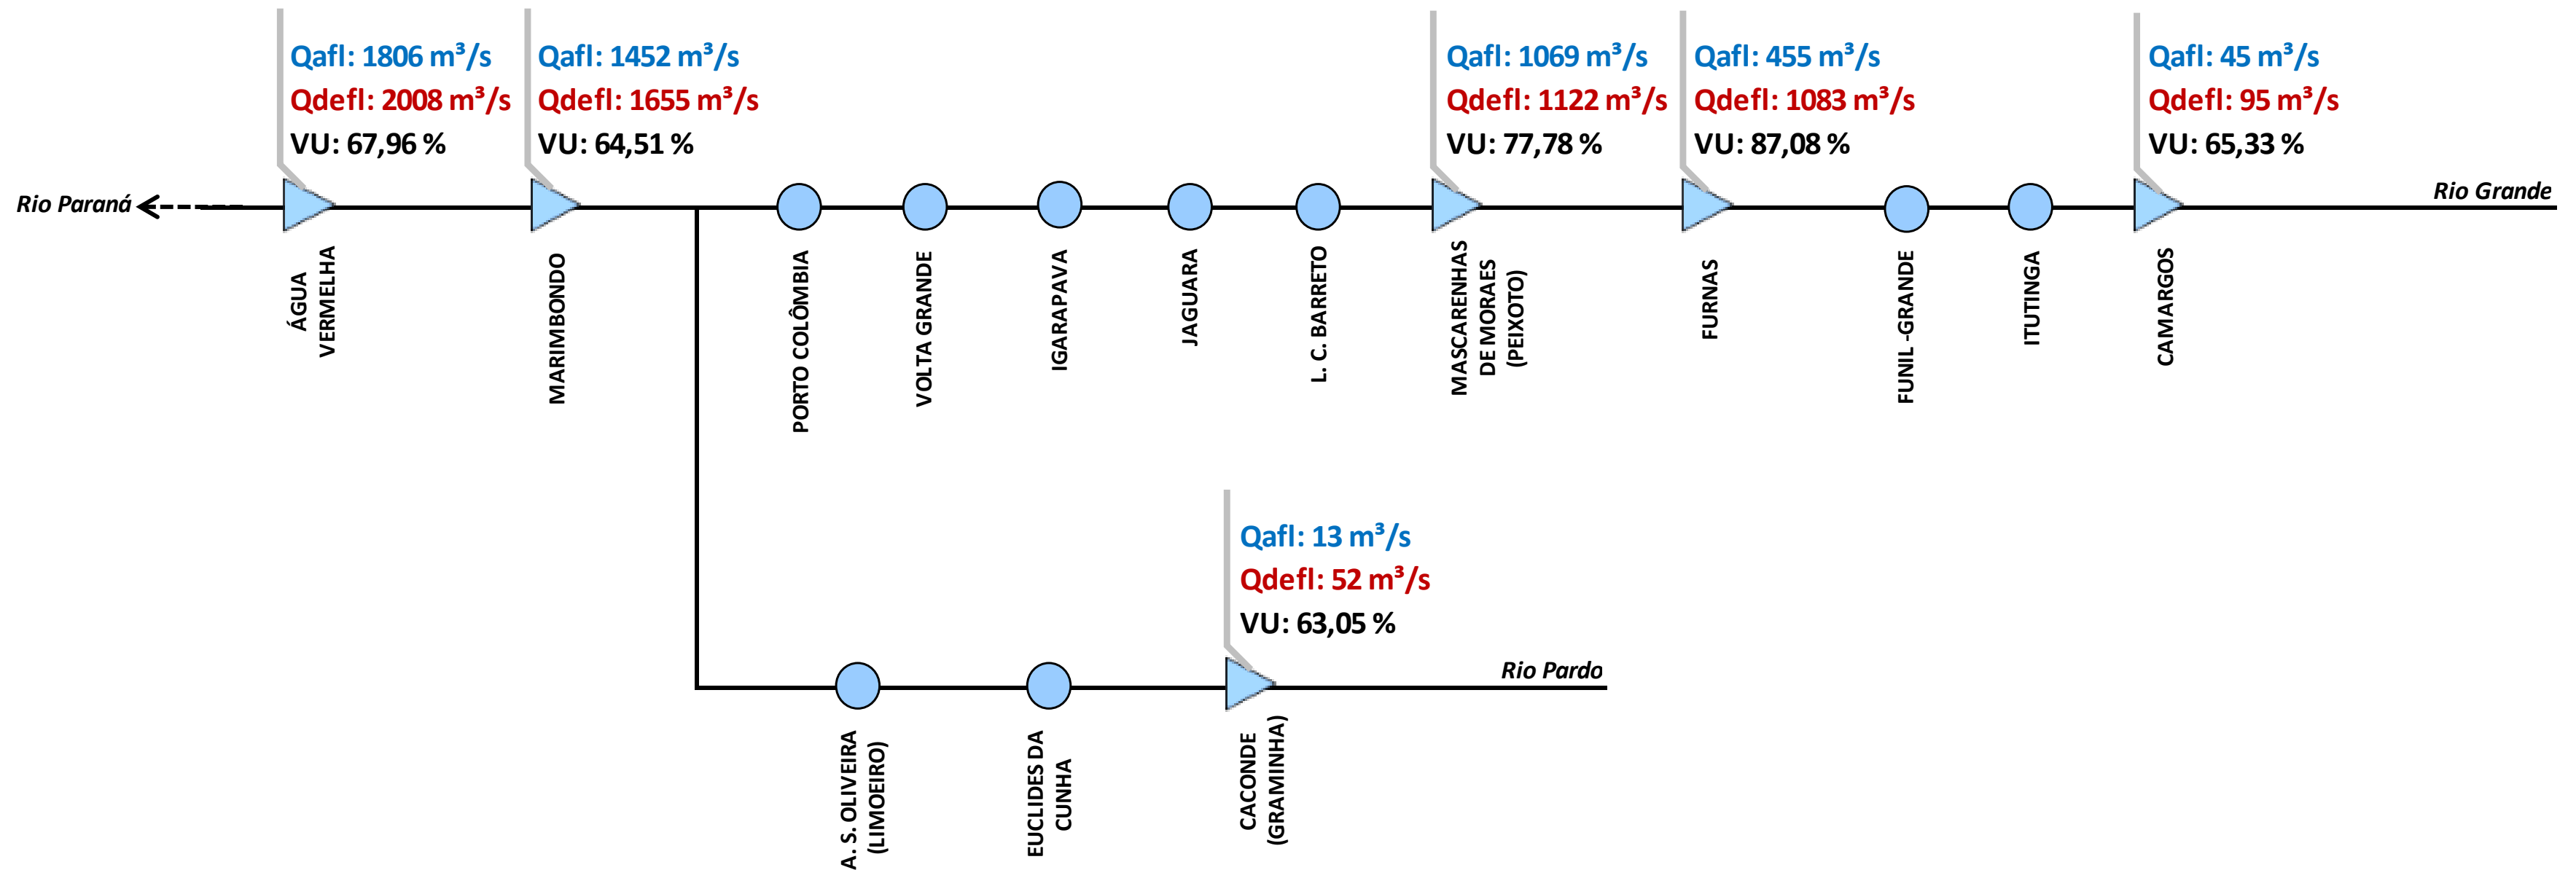 Qafl: 1806 m³/s
Qdefl: 2008 m³/s
VU: 67,96 %
Qafl: 1452 m³/s
Qdefl: 1655 m³/s
VU: 64,51 %
Qafl: 1069 m³/s
Qdefl: 1122 m³/s
VU: 77,78 %
Qafl: 455 m³/s
Qdefl: 1083 m³/s
VU: 87,08 %
Qafl: 45 m³/s
Qdefl: 95 m³/s
VU: 65,33 %
Rio Paraná
Rio Grande
ÁGUA
VERMELHA
MARIMBONDO
PORTO COLÔMBIA
VOLTA GRANDE
IGARAPAVA
JAGUARA
L. C. BARRETO
MASCARENHAS
DE MORAES
(PEIXOTO)
FURNAS
FUNIL -GRANDE
ITUTINGA
CAMARGOS
Qafl: 13 m³/s
Qdefl: 52 m³/s
VU: 63,05 %
Rio Pardo
A. S. OLIVEIRA
(LIMOEIRO)
EUCLIDES DA
CUNHA
CACONDE
(GRAMINHA)